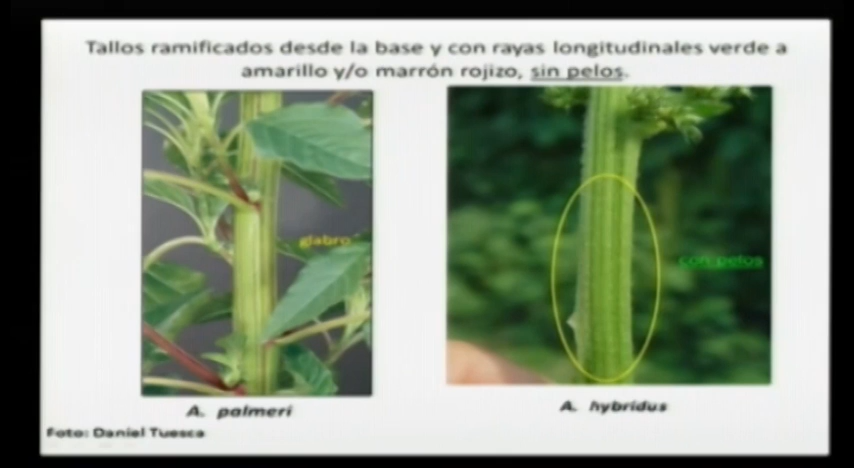 Tallos ramificados desde la base y con rayas longitudinales verde a
amarillo y/o marrón rojizo, sin pelos.
glabro
con pelos
A. palmeri
A. hybridus
Foto: Daniel Tuesca